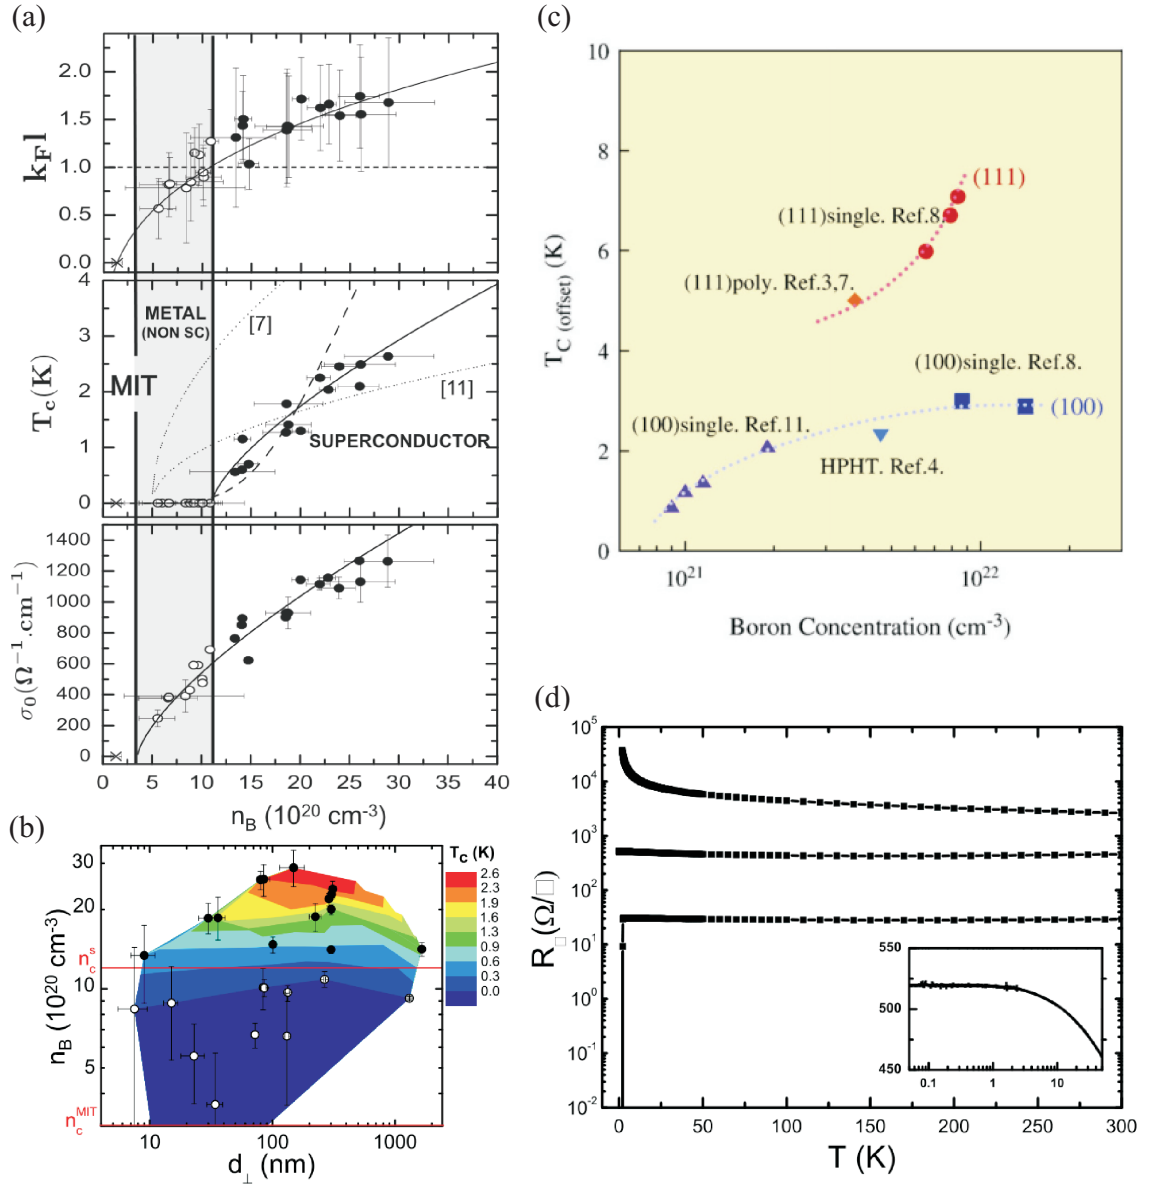 (a)
2.0
1.5
1.0
0.5
0.0
k_F l
4
3
2
1
0
T_c (K)
METAL
(NON SC)
[7]
MIT
[11]
SUPERCONDUCTOR
1400
1200
1000
800
600
400
200
0
σ_0 (Ω^-1.cm^-1)
0 5 10 15 20 25 30 35 40
n_B (10^20 cm^-3)
(b)
30
20
10
5
n_c^s
n_c^MIT
n_B (10^20 cm^-3)
10 100 1000
d_⊥ (nm)
T_c (K)
2.6
2.3
1.9
1.6
1.3
0.9
0.6
0.3
0.0
(c)
10
8
6
4
2
0
T_C (offset) (K)
(111)
(111)single. Ref.8.
(111)poly. Ref.3,7.
(100)single. Ref.8.
(100)
(100)single. Ref.11.
HPHT. Ref.4.
10^21 10^22
Boron Concentration (cm^-3)
(d)
10^5
10^4
10^3
10^2
10^1
10^0
10^-1
10^-2
R_□ (Ω/□)
550
500
450
0.1 1 10
0 50 100 150 200 250 300
T (K)